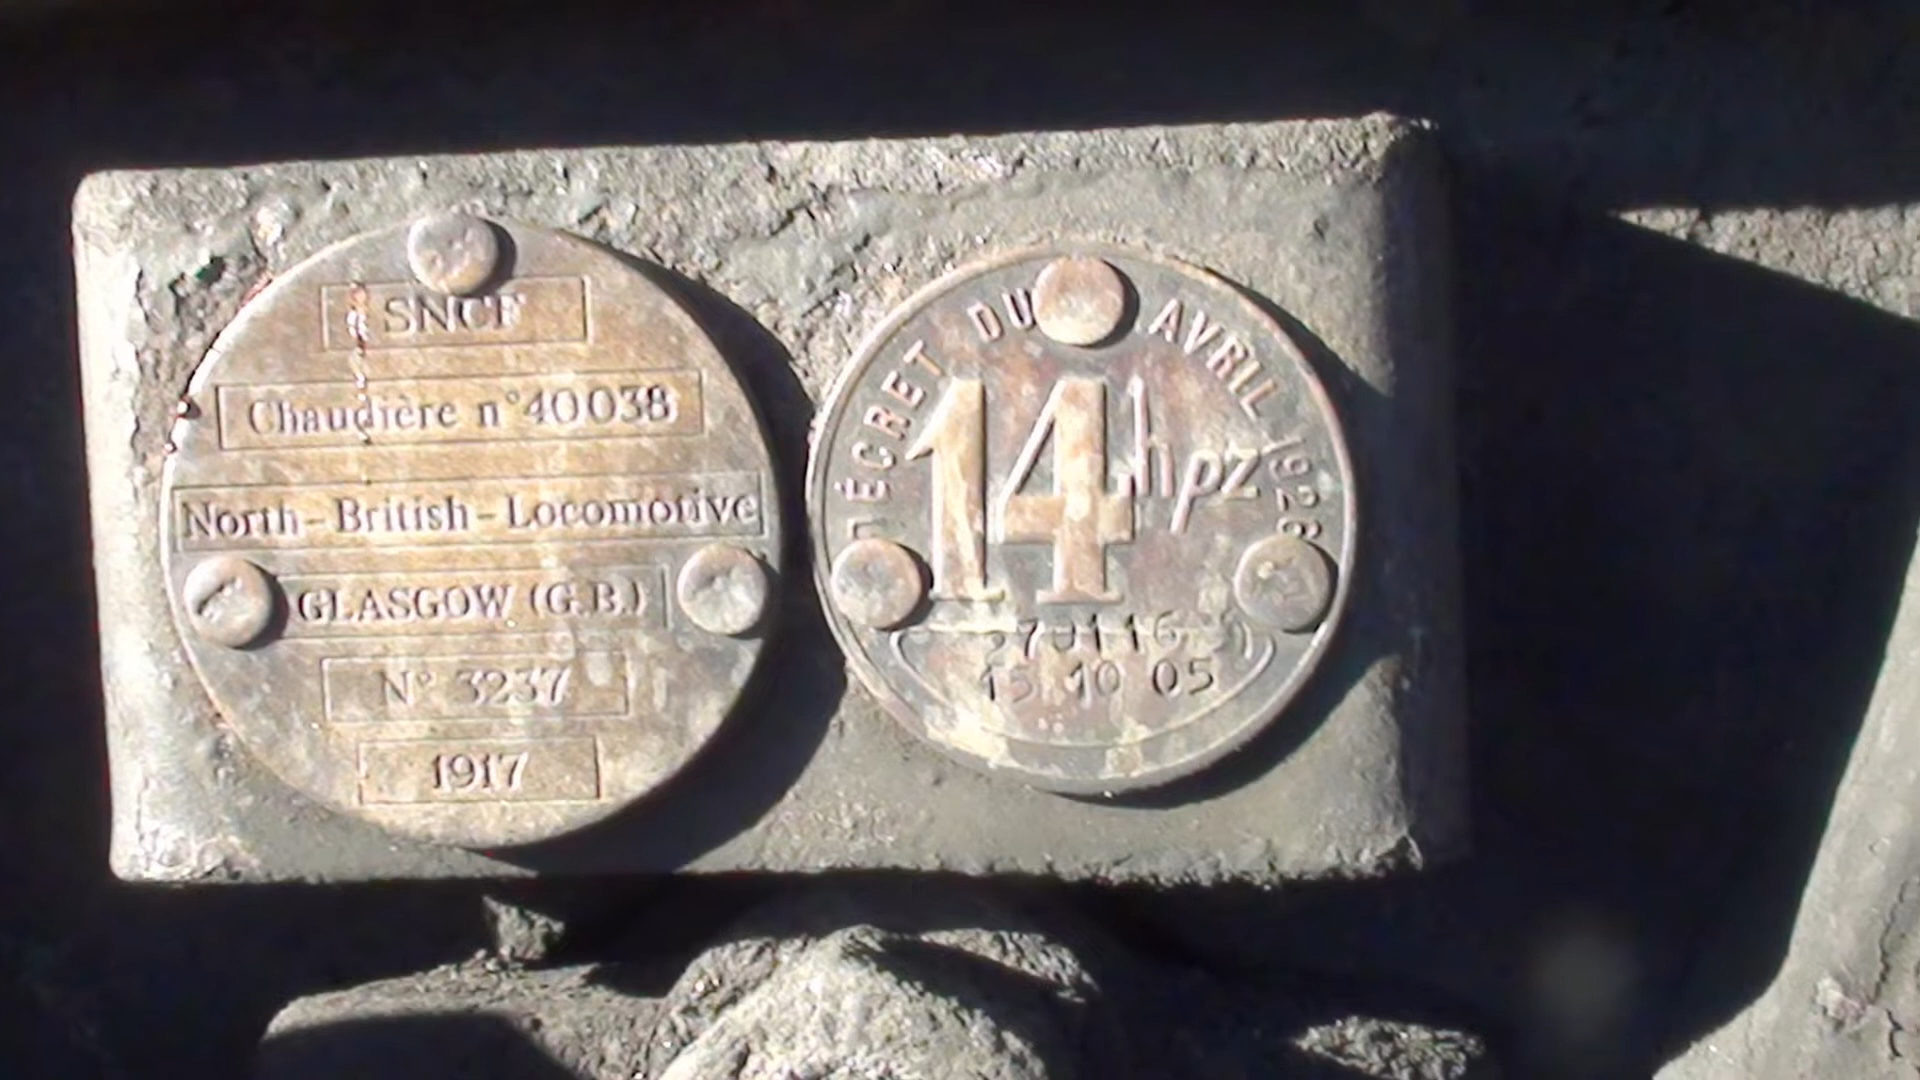 SNCF
Chaudière n°40038
North-British-Locomotive
GLASGOW (G.B.)
N° 3237
1917
DÉCRET DU AVRIL 1926
14 hpz
15 10 05